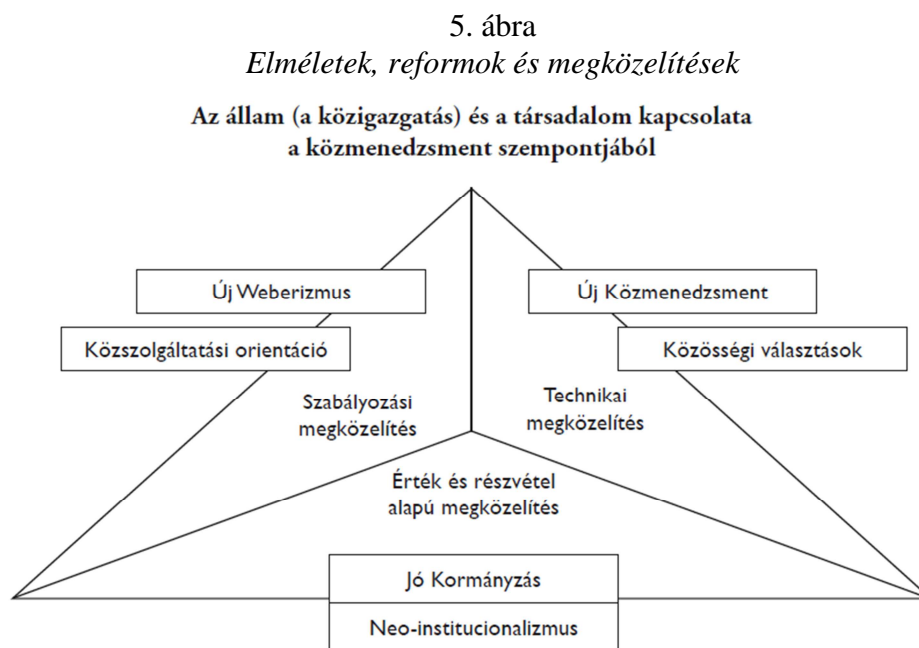 5. ábra
Elméletek, reformok és megközelítések
Az állam (a közigazgatás) és a társadalom kapcsolata
a közmenedzsment szempontjából
Új Weberizmus
Új Közmenedzsment
Közszolgáltatási orientáció
Közösségi választások
Szabályozási
megközelítés
Technikai
megközelítés
Érték és részvétel
alapú megközelítés
Jó Kormányzás
Neo-institucionalizmus